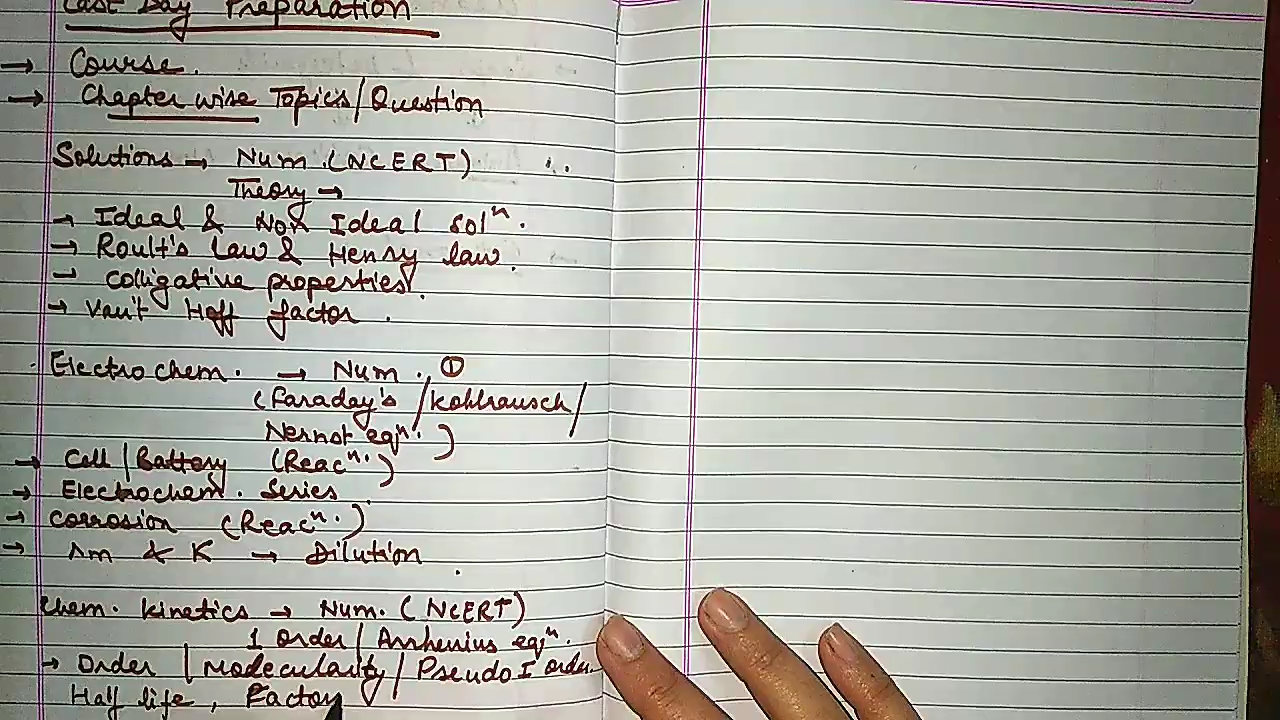 Last Day Preparation
→ Course.
→ Chapter wise Topics/Question
Solutions → Num. (NCERT)
Theory →
→ Ideal & Non Ideal solⁿ.
→ Roult's Law & Henry law.
→ Colligative properties.
→ Van't Hoff factor.
Electrochem. → Num. ①
(Faraday's / Kohlrausch /
Nernst eqⁿ.)
→ Cell / Battery (Reacⁿ.)
→ Electrochem. Series.
→ Corrosion (Reacⁿ.)
→ Λm & K → Dilution.
Chem. Kinetics → Num. (NCERT)
1 Order / Arrhenius eqⁿ.
→ Order / Molecularity / Pseudo I order
Half life, Factor